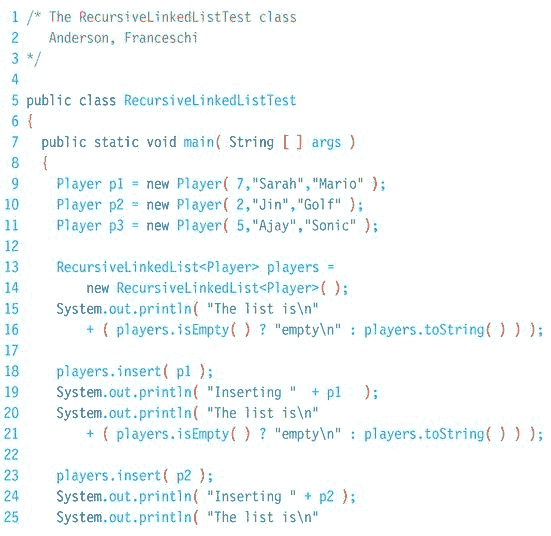 1 /* The RecursiveLinkedListTest class
2    Anderson, Franceschi
3 */
4
5 public class RecursiveLinkedListTest
6 {
7   public static void main( String [ ] args )
8   {
9     Player p1 = new Player( 7,"Sarah","Mario" );
10     Player p2 = new Player( 2,"Jin","Golf" );
11     Player p3 = new Player( 5,"Ajay","Sonic" );
12
13     RecursiveLinkedList<Player> players =
14         new RecursiveLinkedList<Player>( );
15     System.out.println( "The list is\n"
16         + ( players.isEmpty( ) ? "empty\n" : players.toString( ) ) );
17
18     players.insert( p1 );
19     System.out.println( "Inserting "  + p1   );
20     System.out.println( "The list is\n"
21         + ( players.isEmpty( ) ? "empty\n" : players.toString( ) ) );
22
23     players.insert( p2 );
24     System.out.println( "Inserting " + p2 );
25     System.out.println( "The list is\n"